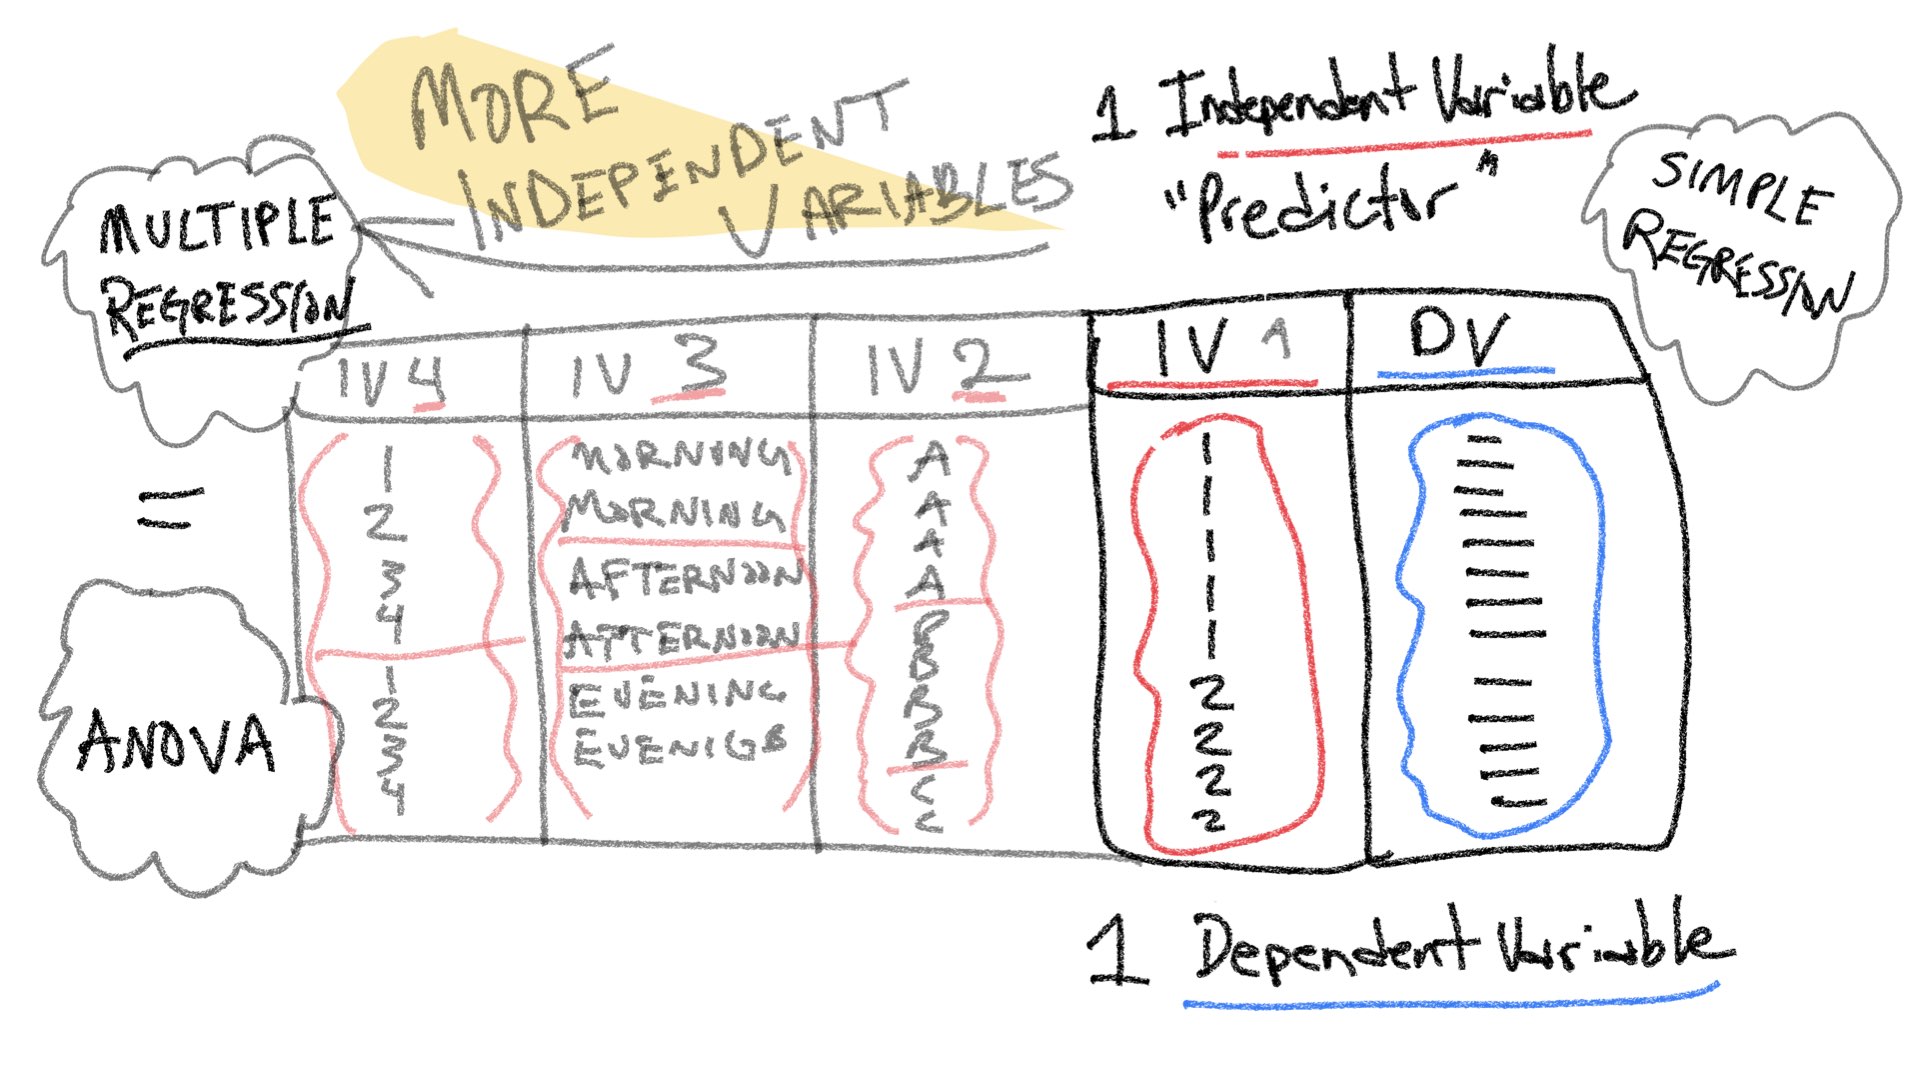 MORE
INDEPENDENT
VARIABLES
1 Independent Variable
"Predictor"
SIMPLE
REGRESSION
MULTIPLE
REGRESSION
=
ANOVA
IV 4
1
2
3
4
1
2
3
4
IV 3
MORNING
MORNING
AFTERNOON
AFTERNOON
EVENING
EVENIGS
IV 2
A
A
A
A
B
B
B
B
C
C
IV 1
1
1
1
1
1
2
2
2
2
DV
1 Dependent Variable